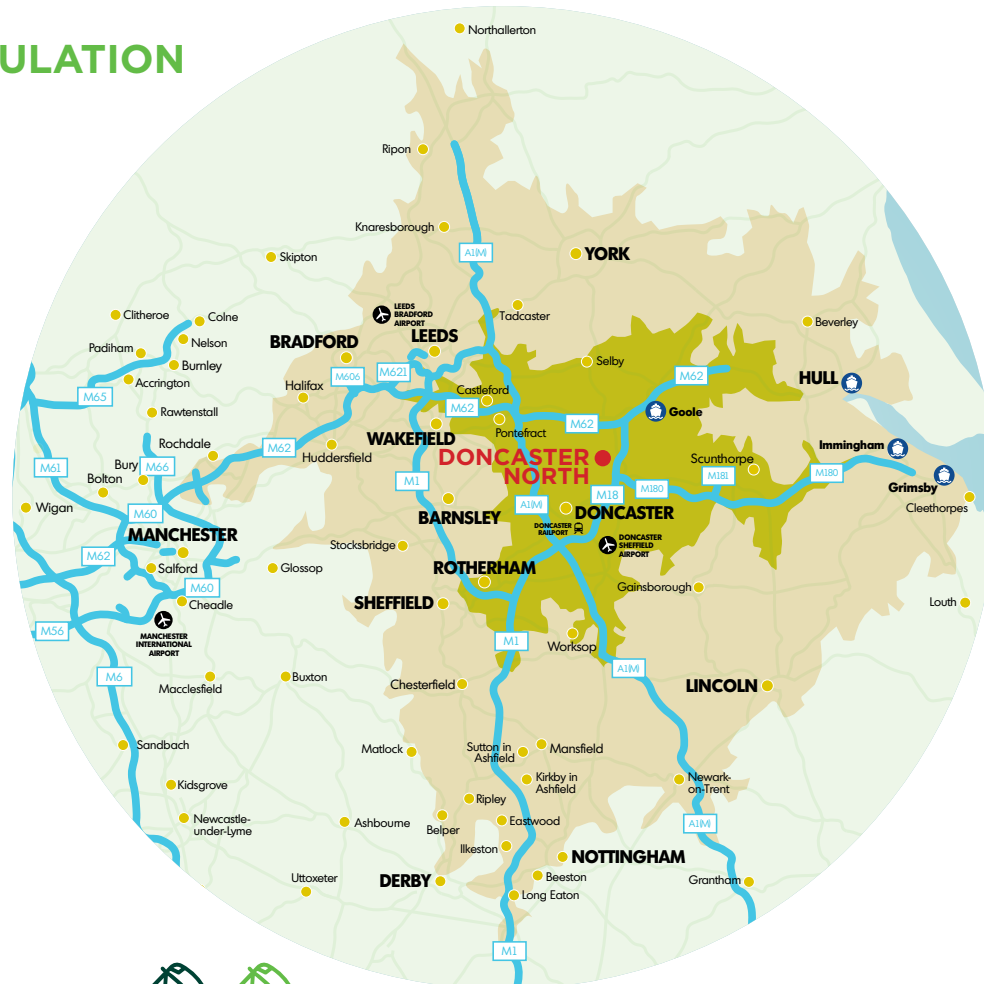 ULATION
Northallerton
Ripon
Knaresborough
A1(M)
YORK
Skipton
LEEDS
BRADFORD
AIRPORT
Tadcaster
Clitheroe
Colne
Beverley
Nelson
Padiham
BRADFORD
LEEDS
Burnley
Selby
Accrington
M606
M621
M62
HULL
Halifax
Castleford
M65
M62
Rawtenstall
Goole
M62
Pontefract
WAKEFIELD
Rochdale
M62
Huddersfield
DONCASTER
NORTH
Immingham
Scunthorpe
M61
Bury
M66
M1
M181
M180
Bolton
M18
M180
Grimsby
Wigan
M60
A1(M)
Cleethorpes
BARNSLEY
DONCASTER
DONCASTER
RAILPORT
MANCHESTER
Stocksbridge
DONCASTER
SHEFFIELD
AIRPORT
M62
Salford
Glossop
ROTHERHAM
M60
Gainsborough
Cheadle
SHEFFIELD
Louth
M56
MANCHESTER
INTERNATIONAL
AIRPORT
M1
Worksop
A1(M)
M6
Macclesfield
Buxton
Chesterfield
LINCOLN
Sandbach
Matlock
Sutton in
Ashfield
Mansfield
Kidsgrove
Kirkby in
Ashfield
Newark-
on-Trent
Ripley
Newcastle-
under-Lyme
Ashbourne
Belper
Eastwood
A1(M)
Ilkeston
NOTTINGHAM
Uttoxeter
DERBY
Beeston
Grantham
Long Eaton
M1